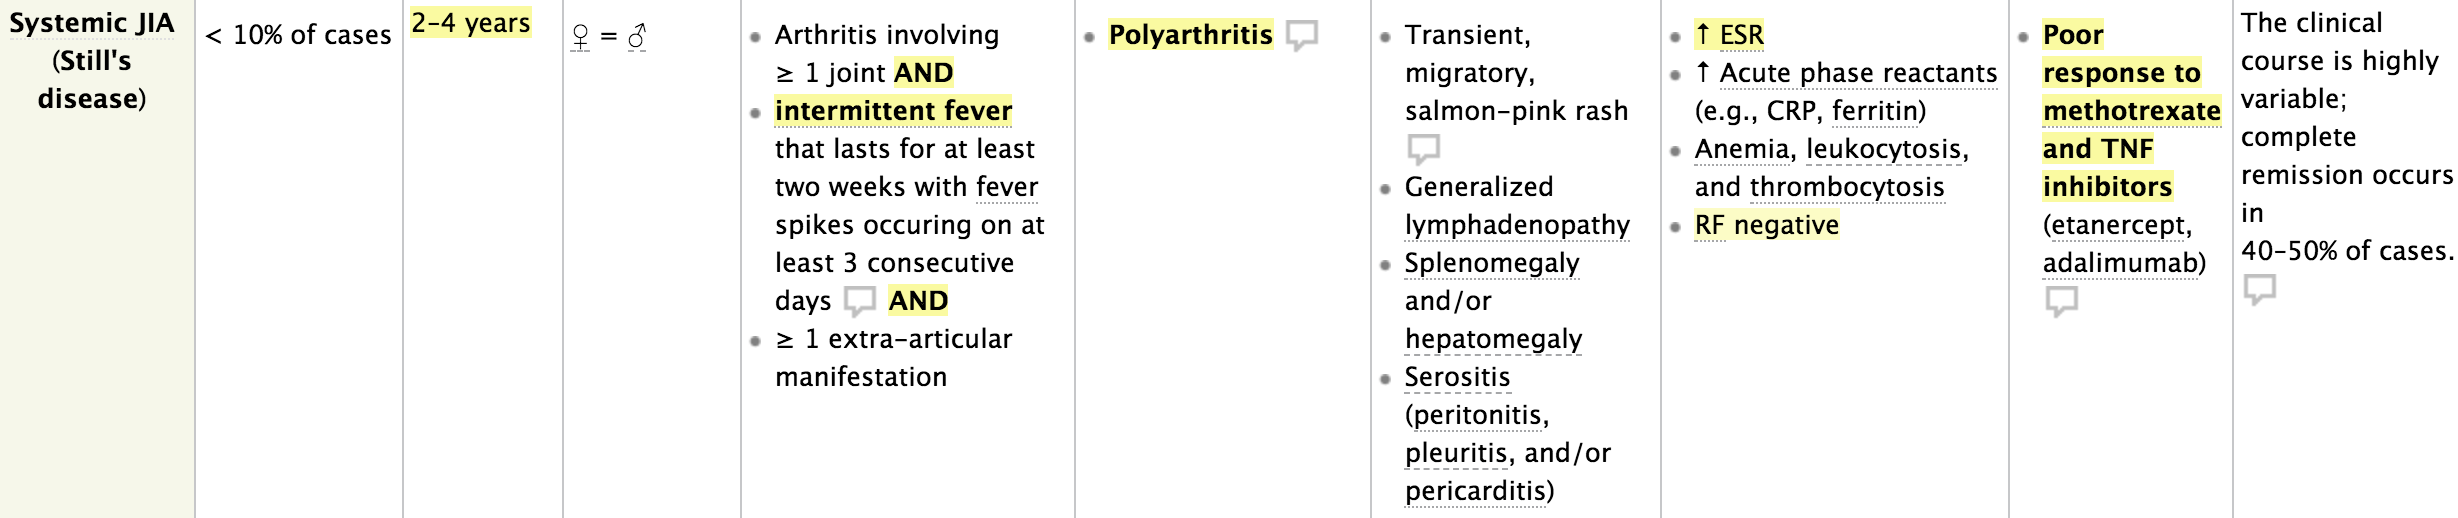 Systemic JIA
(Still's
disease)
< 10% of cases
2–4 years
♀ = ♂
Arthritis involving
≥ 1 joint AND
intermittent fever
that lasts for at least
two weeks with fever
spikes occuring on at
least 3 consecutive
days AND
≥ 1 extra-articular
manifestation
Polyarthritis
Transient,
migratory,
salmon-pink rash
Generalized
lymphadenopathy
Splenomegaly
and/or
hepatomegaly
Serositis
(peritonitis,
pleuritis, and/or
pericarditis)
↑ ESR
↑ Acute phase reactants
(e.g., CRP, ferritin)
Anemia, leukocytosis,
and thrombocytosis
RF negative
Poor
response to
methotrexate
and TNF
inhibitors
(etanercept,
adalimumab)
The clinical
course is highly
variable;
complete
remission occurs
in
40–50% of cases.